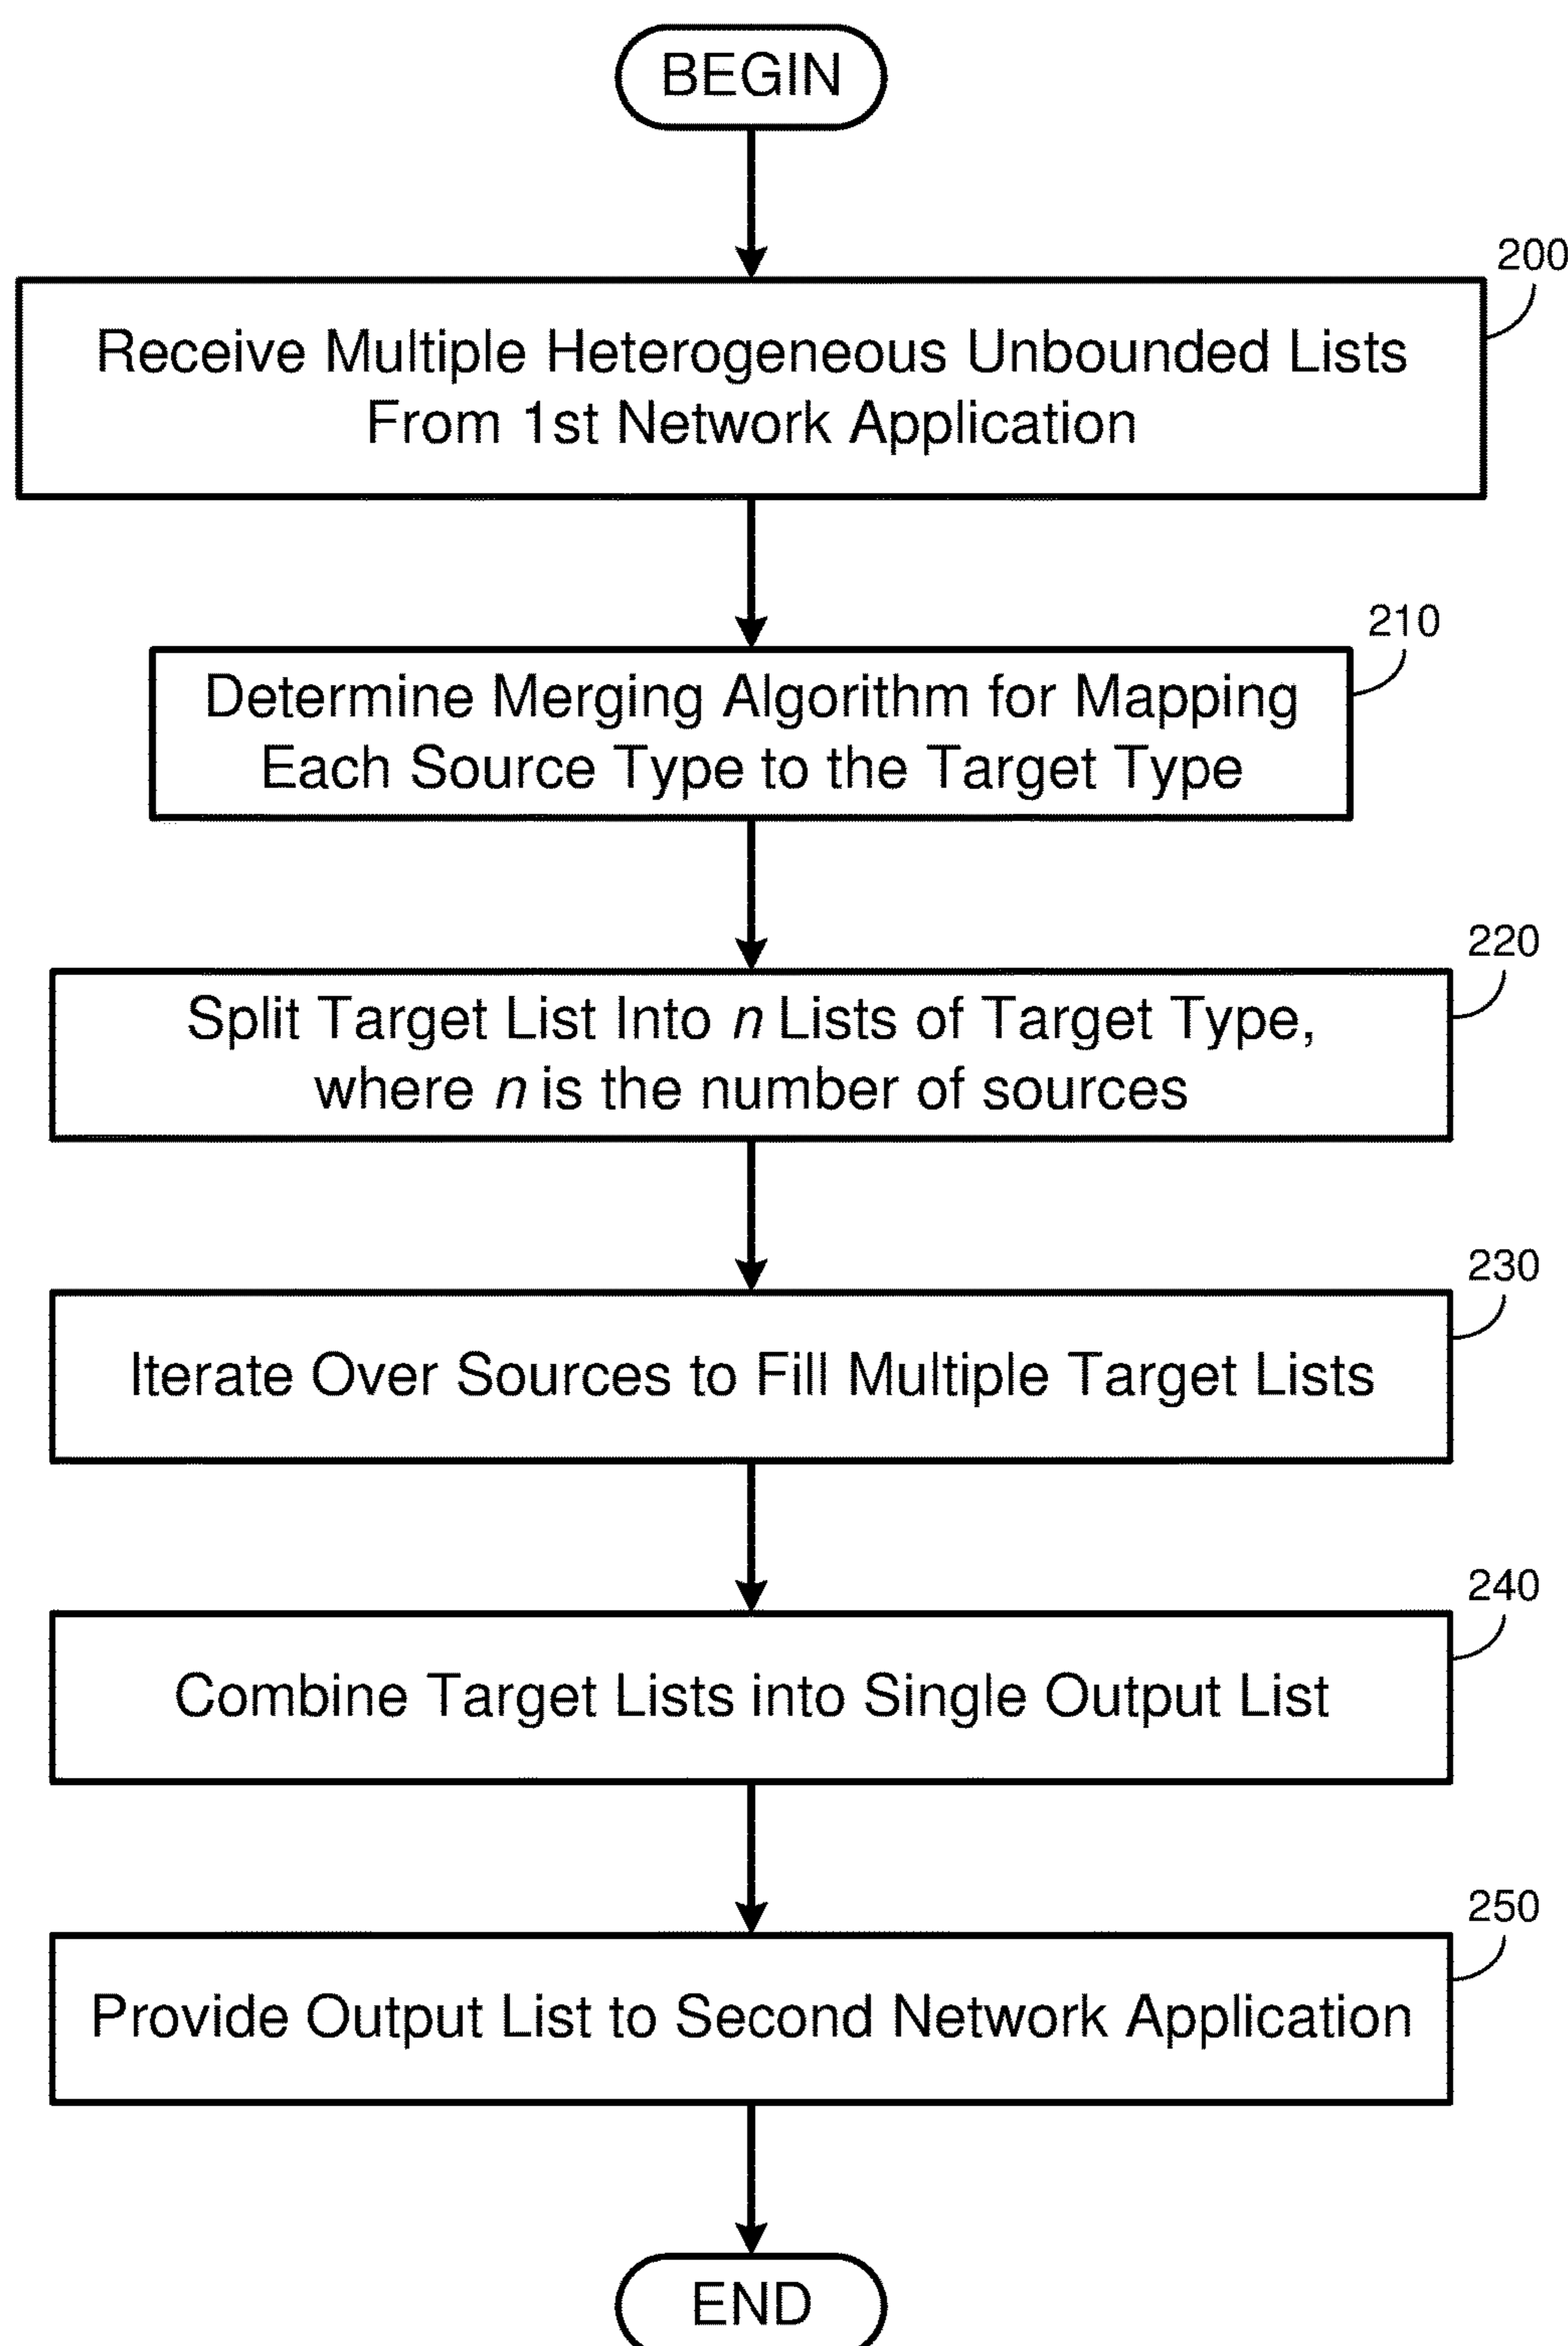 BEGIN
200
Receive Multiple Heterogeneous Unbounded Lists
From 1st Network Application
210
Determine Merging Algorithm for Mapping
Each Source Type to the Target Type
220
Split Target List Into n Lists of Target Type,
where n is the number of sources
230
Iterate Over Sources to Fill Multiple Target Lists
240
Combine Target Lists into Single Output List
250
Provide Output List to Second Network Application
END